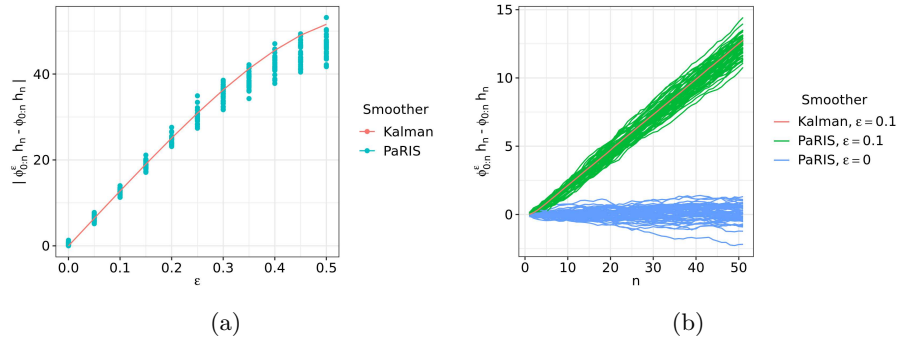 | ϕ^ε_{0:n} h_n - ϕ_{0:n} h_n |
40
20
0
0.0 0.1 0.2 0.3 0.4 0.5
ε
Smoother
Kalman
PaRIS
(a)
ϕ^ε_{0:n} h_n - ϕ_{0:n} h_n
15
10
5
0
0 10 20 30 40 50
n
Smoother
Kalman, ε = 0.1
PaRIS, ε = 0.1
PaRIS, ε = 0
(b)